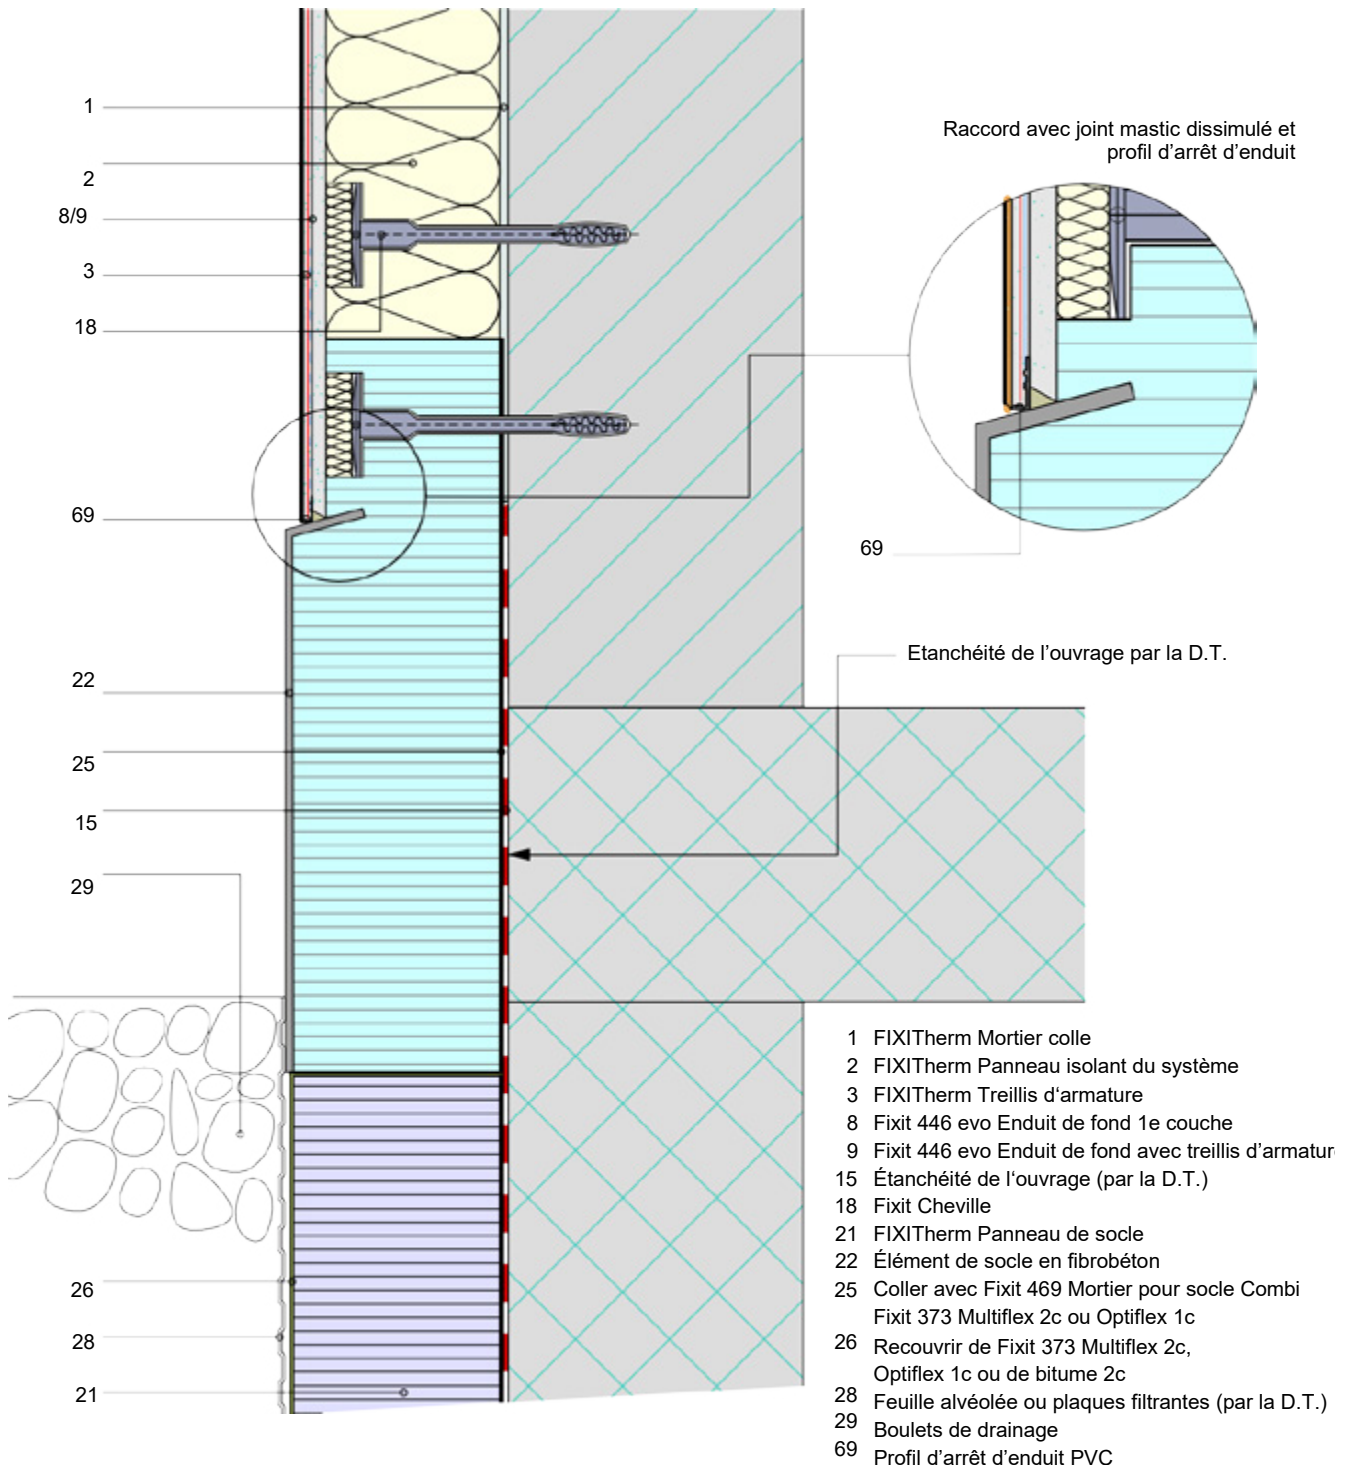 1
2
8/9
3
18
69
22
25
15
29
26
28
21
Raccord avec joint mastic dissimulé et
profil d’arrêt d’enduit
69
Etanchéité de l’ouvrage par la D.T.
1 FIXITherm Mortier colle
2 FIXITherm Panneau isolant du système
3 FIXITherm Treillis d‘armature
8 Fixit 446 evo Enduit de fond 1e couche
9 Fixit 446 evo Enduit de fond avec treillis d’armatur
15 Étanchéité de l‘ouvrage (par la D.T.)
18 Fixit Cheville
21 FIXITherm Panneau de socle
22 Élément de socle en fibrobéton
25 Coller avec Fixit 469 Mortier pour socle Combi
Fixit 373 Multiflex 2c ou Optiflex 1c
26 Recouvrir de Fixit 373 Multiflex 2c,
Optiflex 1c ou de bitume 2c
28 Feuille alvéolée ou plaques filtrantes (par la D.T.)
29 Boulets de drainage
69 Profil d’arrêt d’enduit PVC